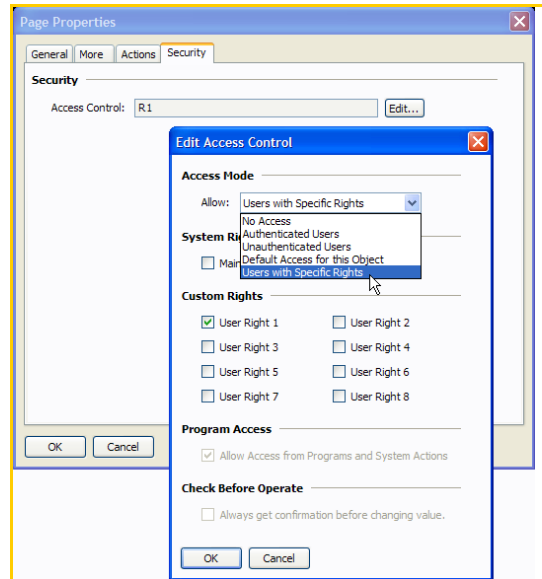 Page Properties
General More Actions Security
Security
Access Control: R1 Edit...
Edit Access Control
Access Mode
Allow: Users with Specific Rights
No Access
Authenticated Users
Unauthenticated Users
Default Access for this Object
Users with Specific Rights
Custom Rights
User Right 1 User Right 2
User Right 3 User Right 4
User Right 5 User Right 6
User Right 7 User Right 8
Program Access
Allow Access from Programs and System Actions
Check Before Operate
Always get confirmation before changing value.
OK Cancel
OK Cancel